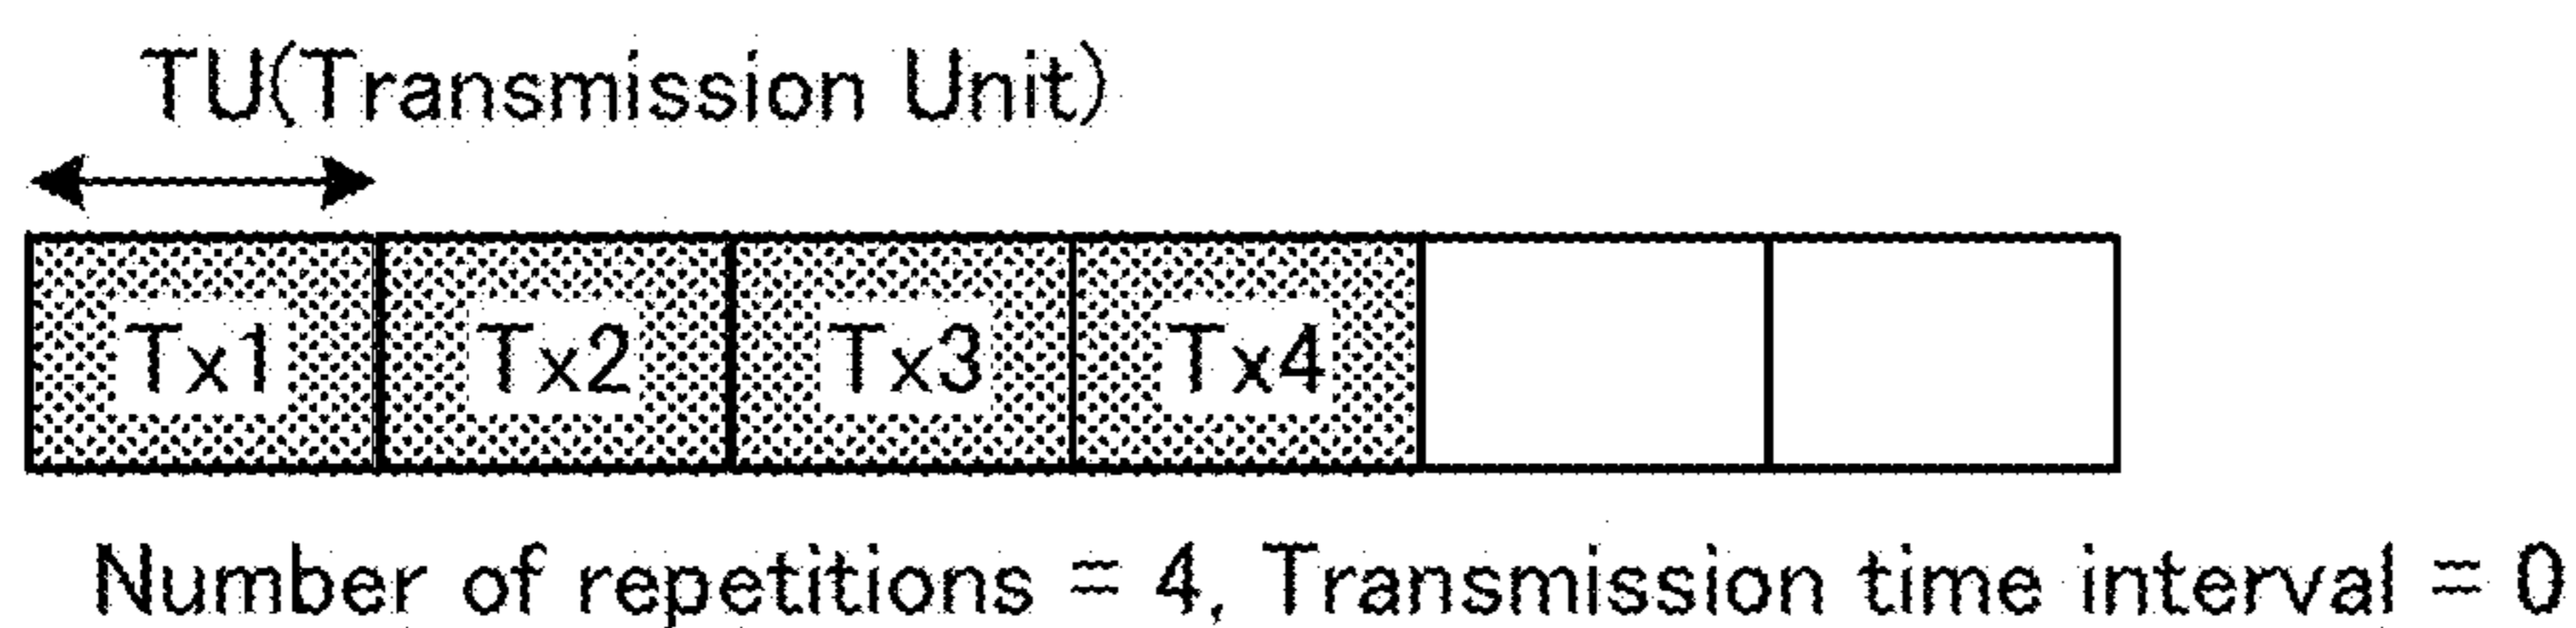 TU(Transmission Unit)
Tx1 Tx2 Tx3 Tx4
Number of repetitions = 4, Transmission time interval = 0